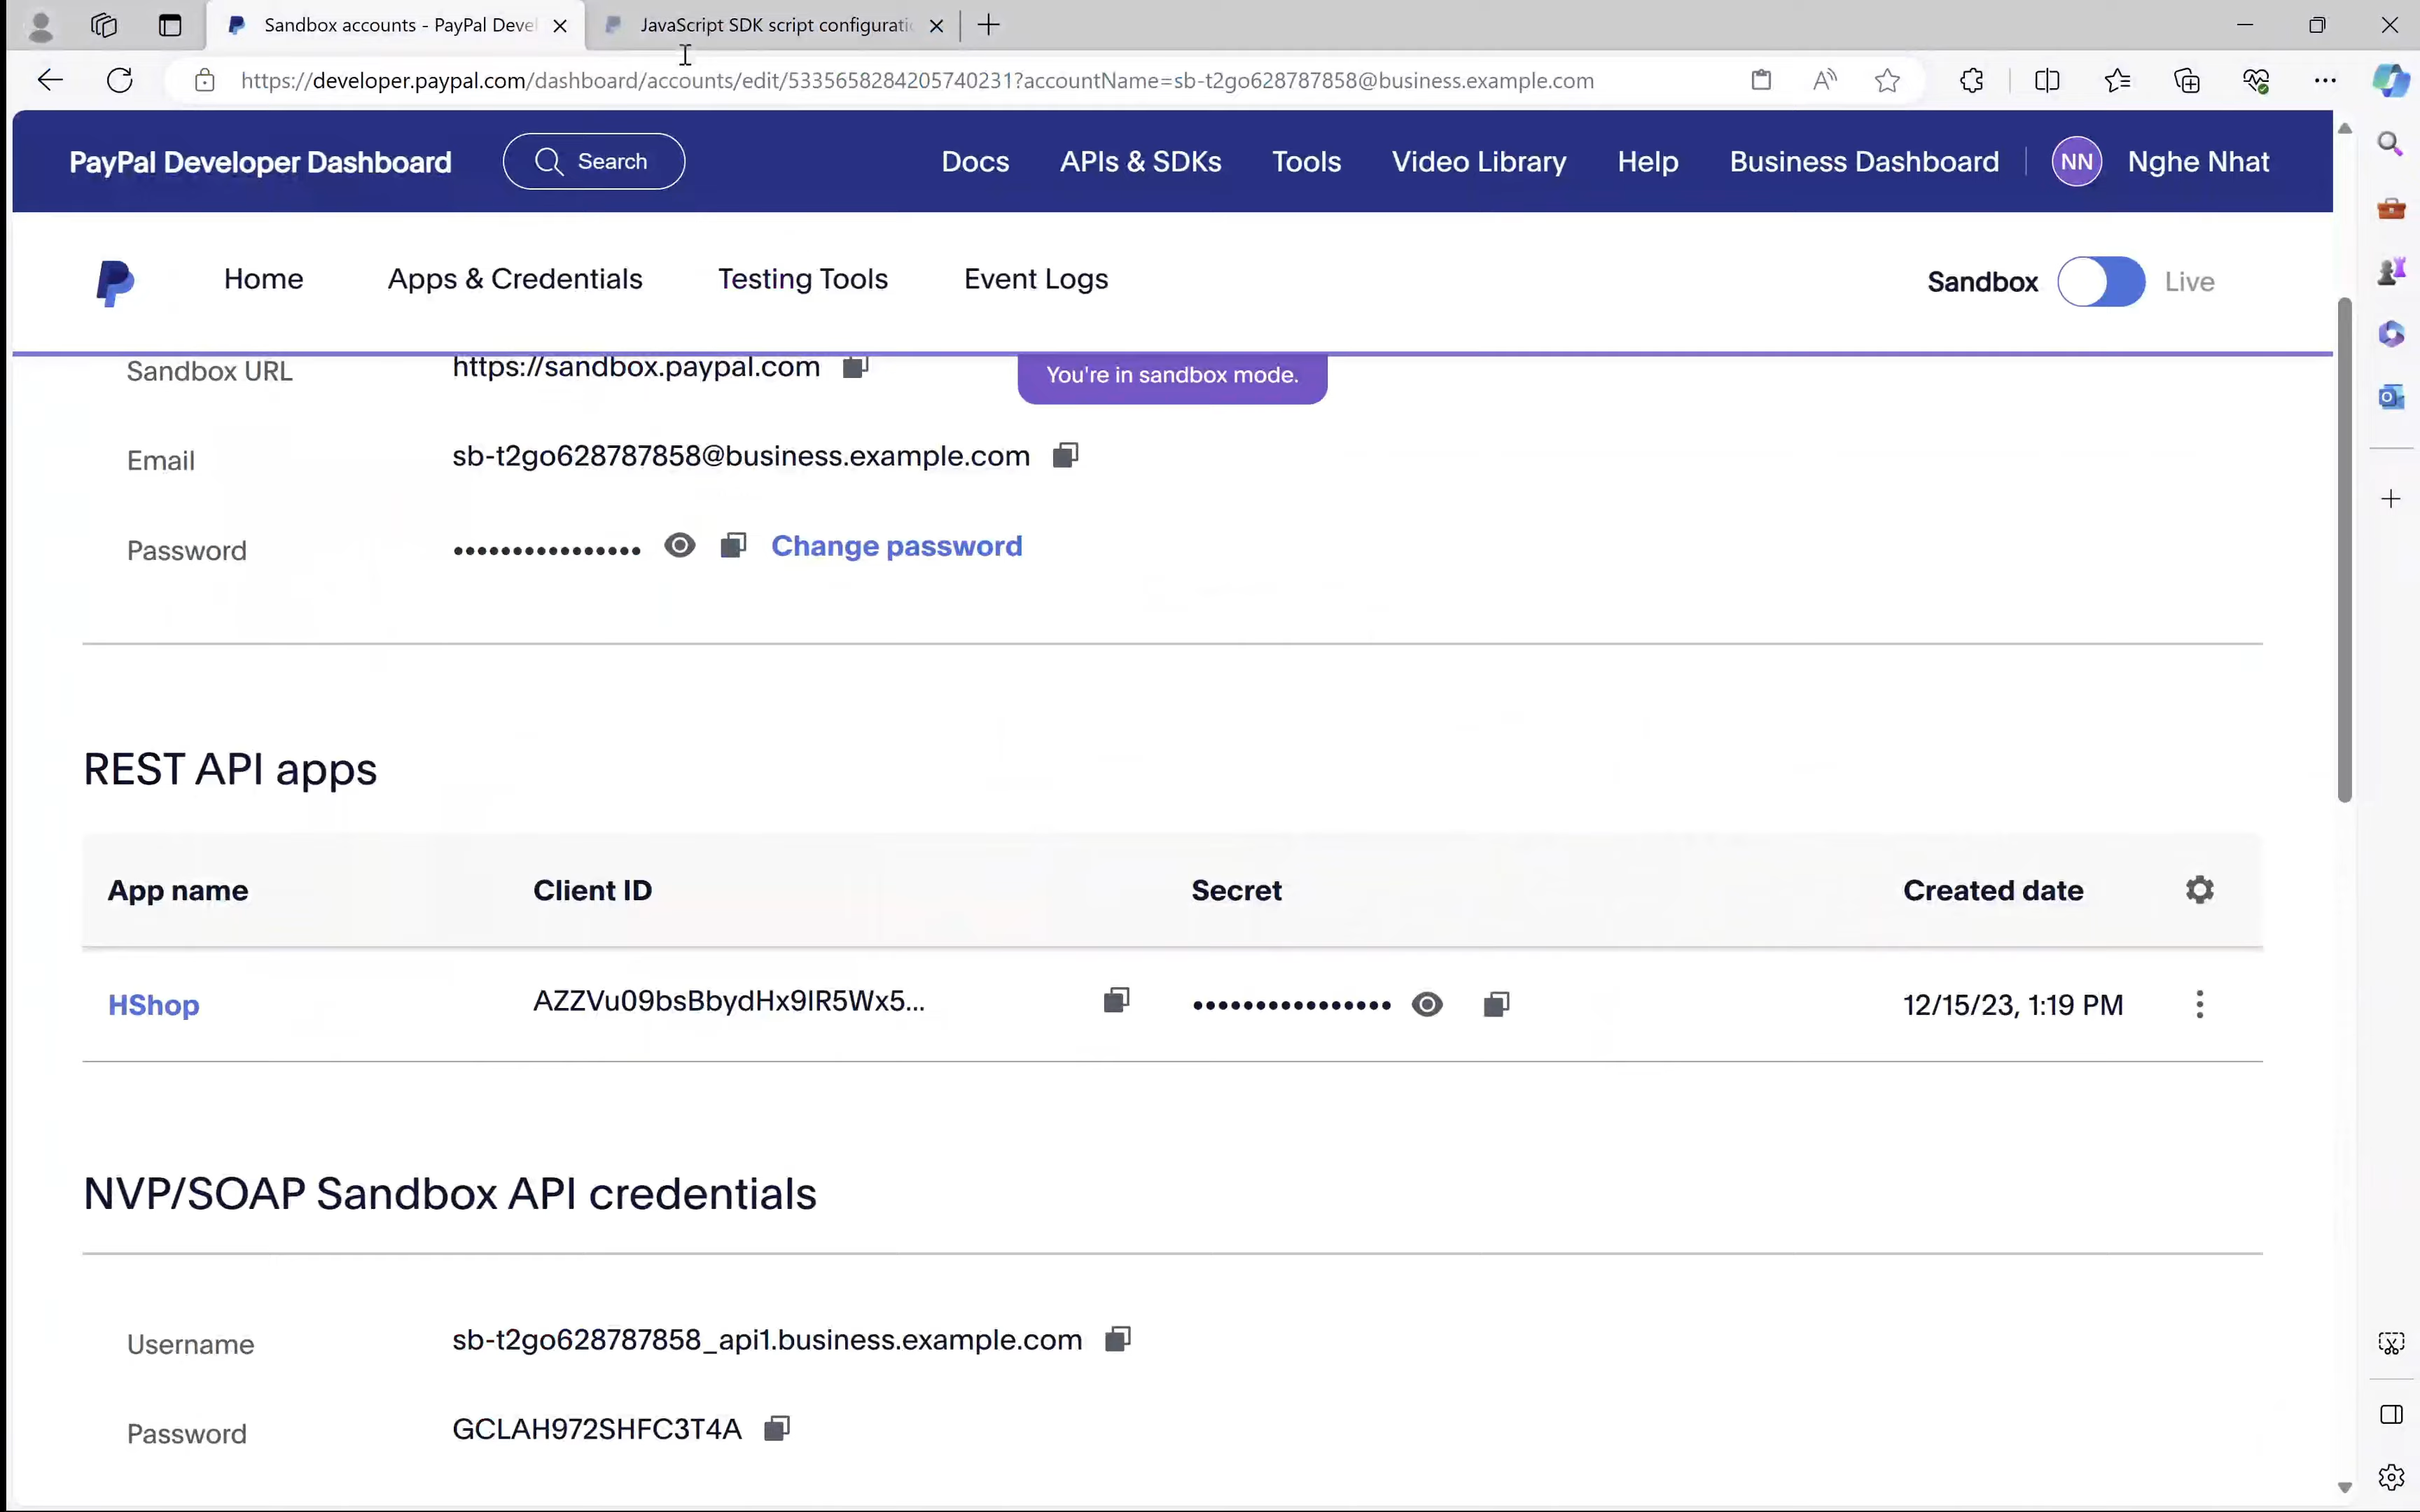 Sandbox accounts - PayPal Deve
JavaScript SDK script configurati
https://developer.paypal.com/dashboard/accounts/edit/5335658284205740231?accountName=sb-t2go628787858@business.example.com
PayPal Developer Dashboard
Search
Docs
APIs & SDKs
Tools
Video Library
Help
Business Dashboard
NN
Nghe Nhat
Home
Apps & Credentials
Testing Tools
Event Logs
Sandbox
Live
Sandbox URL
https://sandbox.paypal.com
You're in sandbox mode.
Email
sb-t2go628787858@business.example.com
Password
••••••••••••••••
Change password
REST API apps
App name
Client ID
Secret
Created date
HShop
AZZVu09bsBbydHx9IR5Wx5...
••••••••••••••••
12/15/23, 1:19 PM
NVP/SOAP Sandbox API credentials
Username
sb-t2go628787858_api1.business.example.com
Password
GCLAH972SHFC3T4A